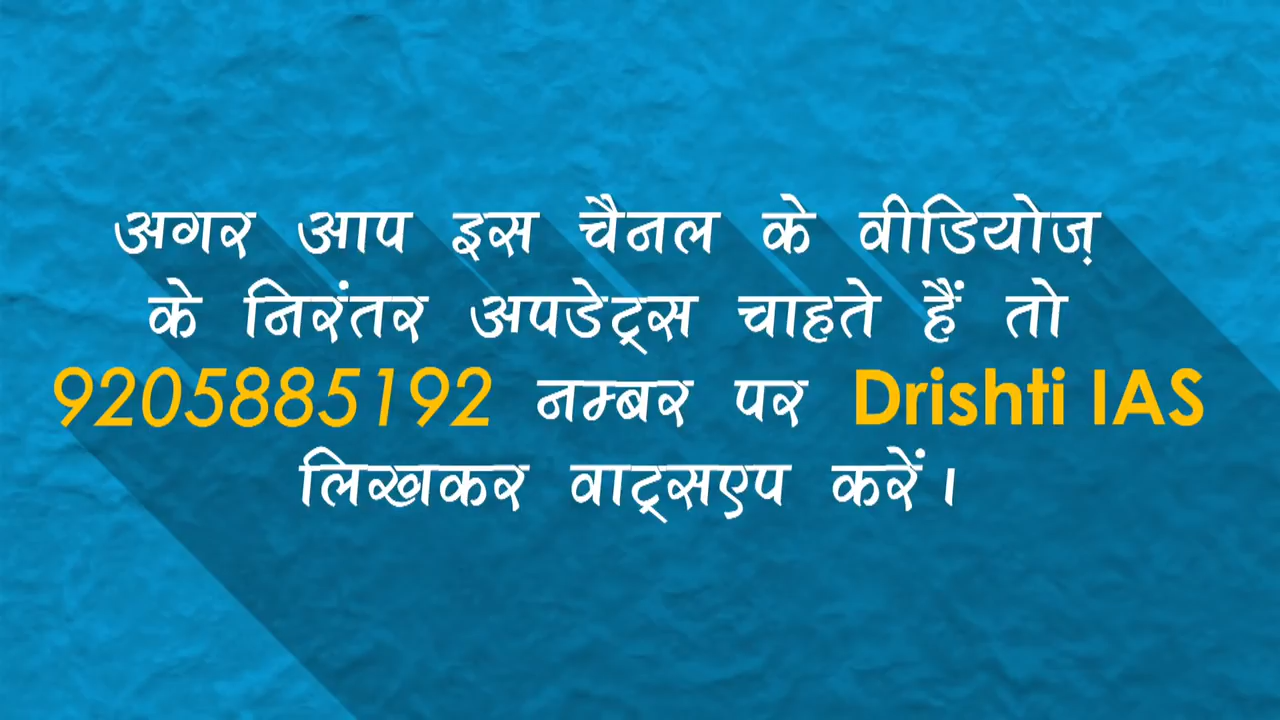 अगर आप इस चैनल के वीडियोज़
के निरंतर अपडेट्स चाहते हैं तो
9205885192 नम्बर पर Drishti IAS
लिखकर वाट्सएप करें।